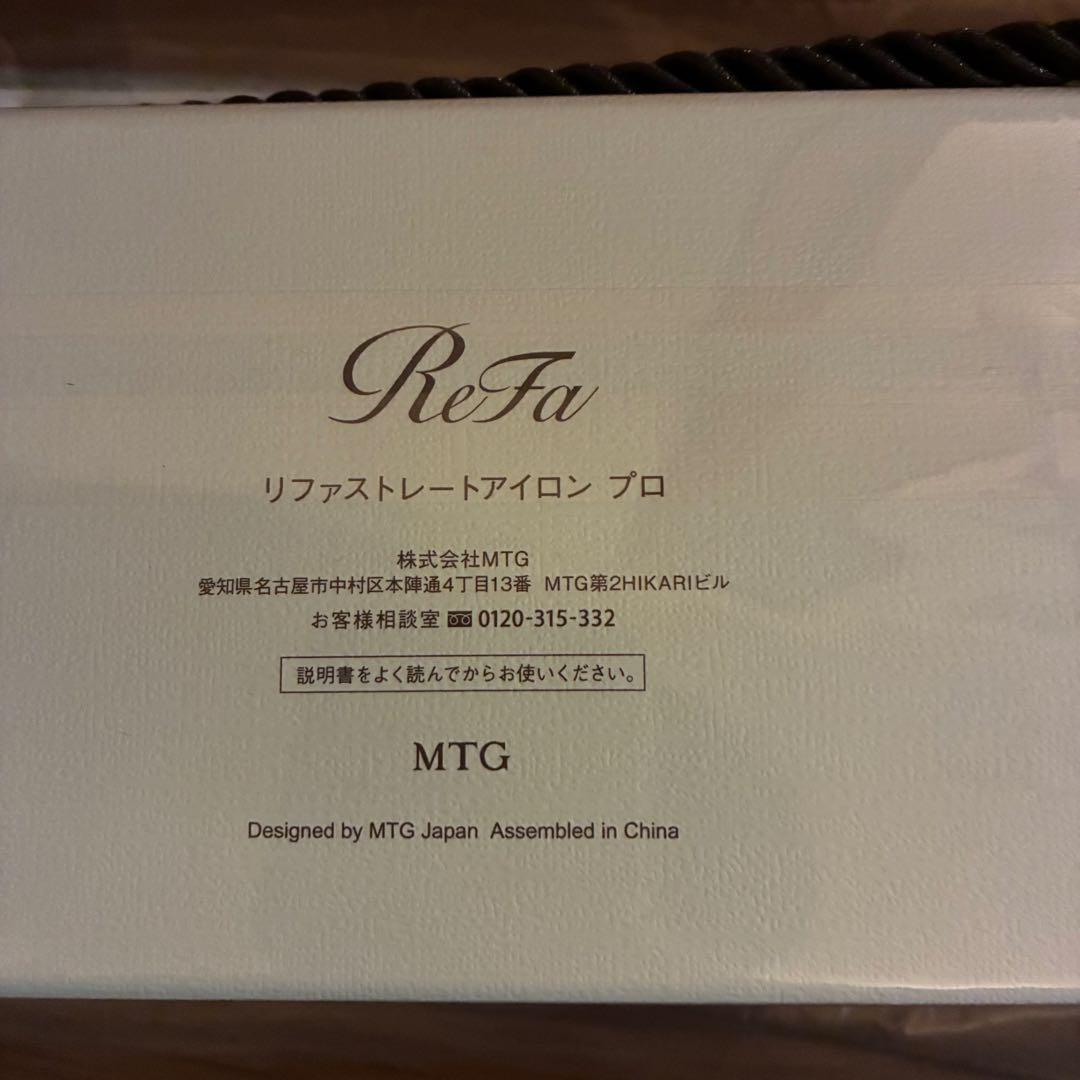 ReFa
リファストレートアイロン プロ
株式会社MTG
愛知県名古屋市中村区本陣通4丁目13番 MTG第2HIKARIビル
お客様相談室 0120-315-332
説明書をよく読んでからお使いください。
MTG
Designed by MTG Japan Assembled in China